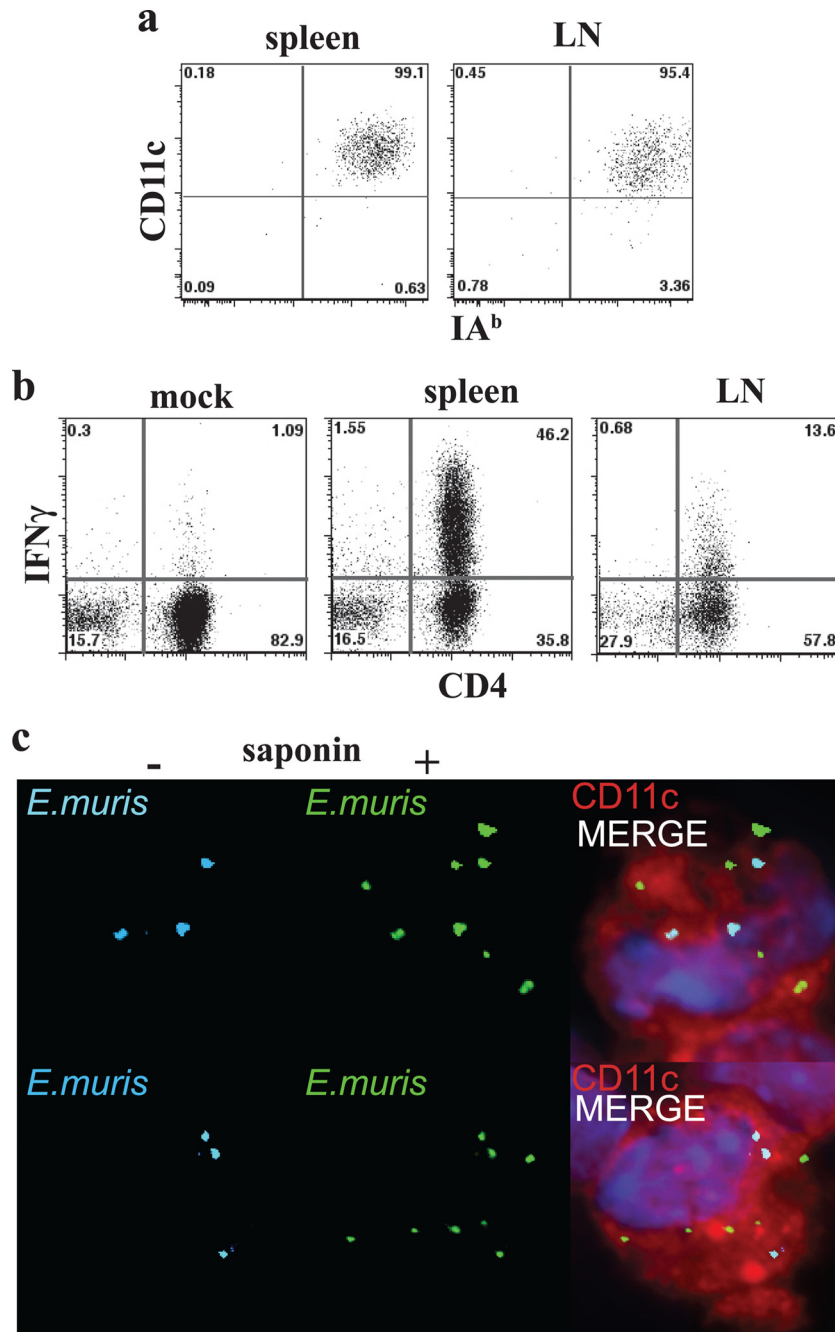 a
spleen LN
0.18 99.1 0.45 95.4
CD11c
0.09 0.63 0.78 3.36
IAb
b
mock spleen LN
0.3 1.09 1.55 46.2 0.68 13.6
IFNγ
15.7 82.9 16.5 35.8 27.9 57.8
CD4
c
- saponin +
E.muris E.muris CD11c
MERGE
E.muris E.muris CD11c
MERGE